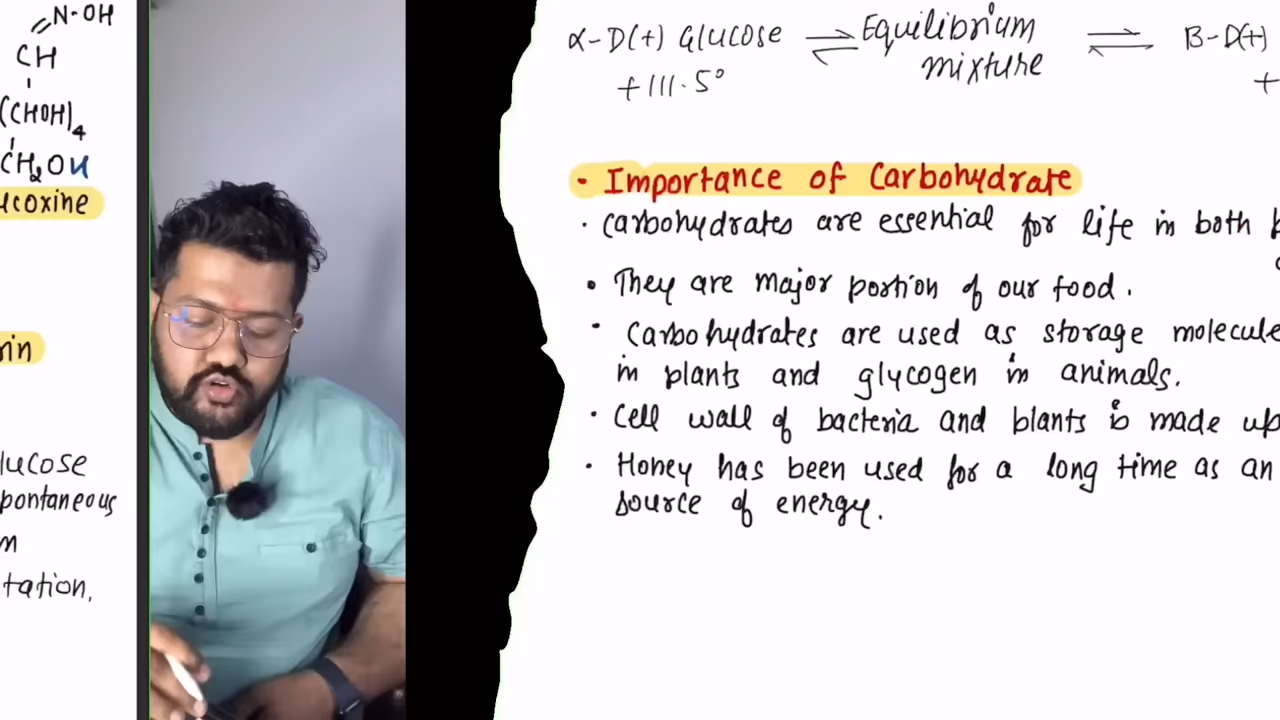 N-OH
CH
(CHOH)4
CH2OH
ucoxine
rin
lucose
pontaneous
m
tation.
α-D(+) Glucose ⇌ Equilibrium mixture ⇌ B-D(+)
+111.5° +
• Importance of Carbohydrate
• Carbohydrates are essential for life in both
• They are major portion of our food.
• Carbohydrates are used as storage molecule
in plants and glycogen in animals.
• Cell wall of bacteria and plants is made up
• Honey has been used for a long time as an
source of energy.